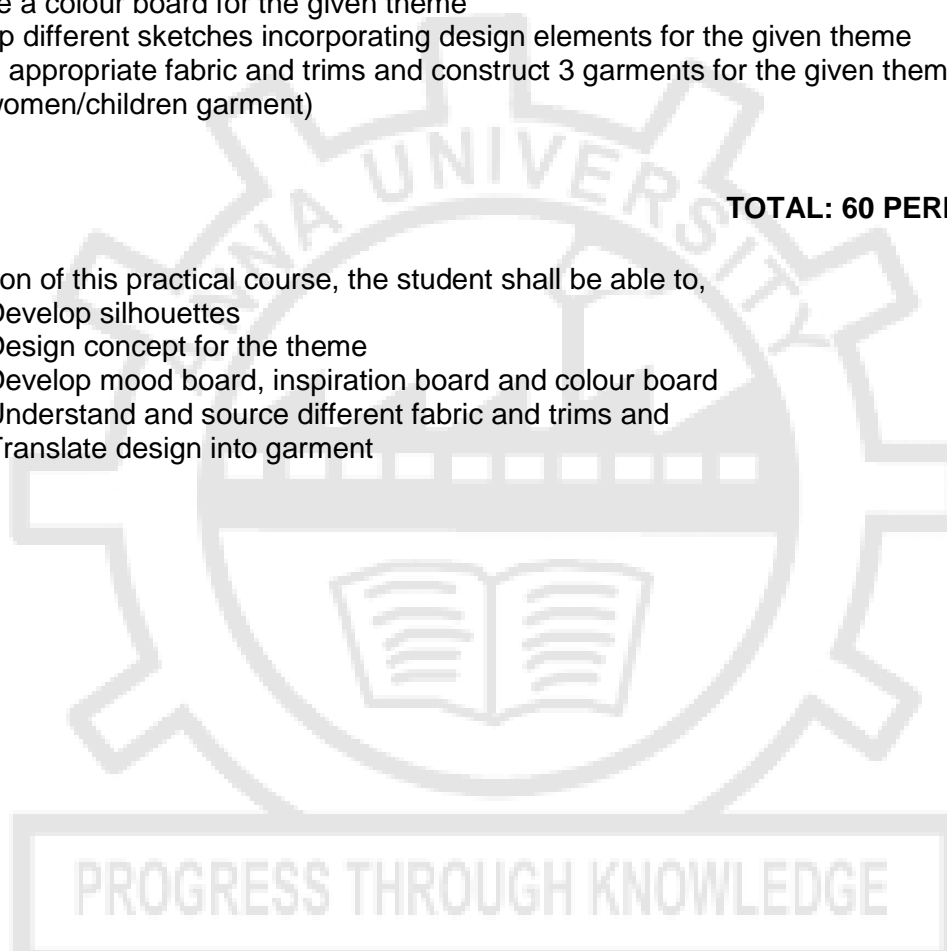 e a colour board for the given theme
p different sketches incorporating design elements for the given theme
appropriate fabric and trims and construct 3 garments for the given them
women/children garment)
ANNA UNIVERSITY
TOTAL: 60 PERI
on of this practical course, the student shall be able to,
Develop silhouettes
Design concept for the theme
Develop mood board, inspiration board and colour board
Understand and source different fabric and trims and
Translate design into garment
PROGRESS THROUGH KNOWLEDGE